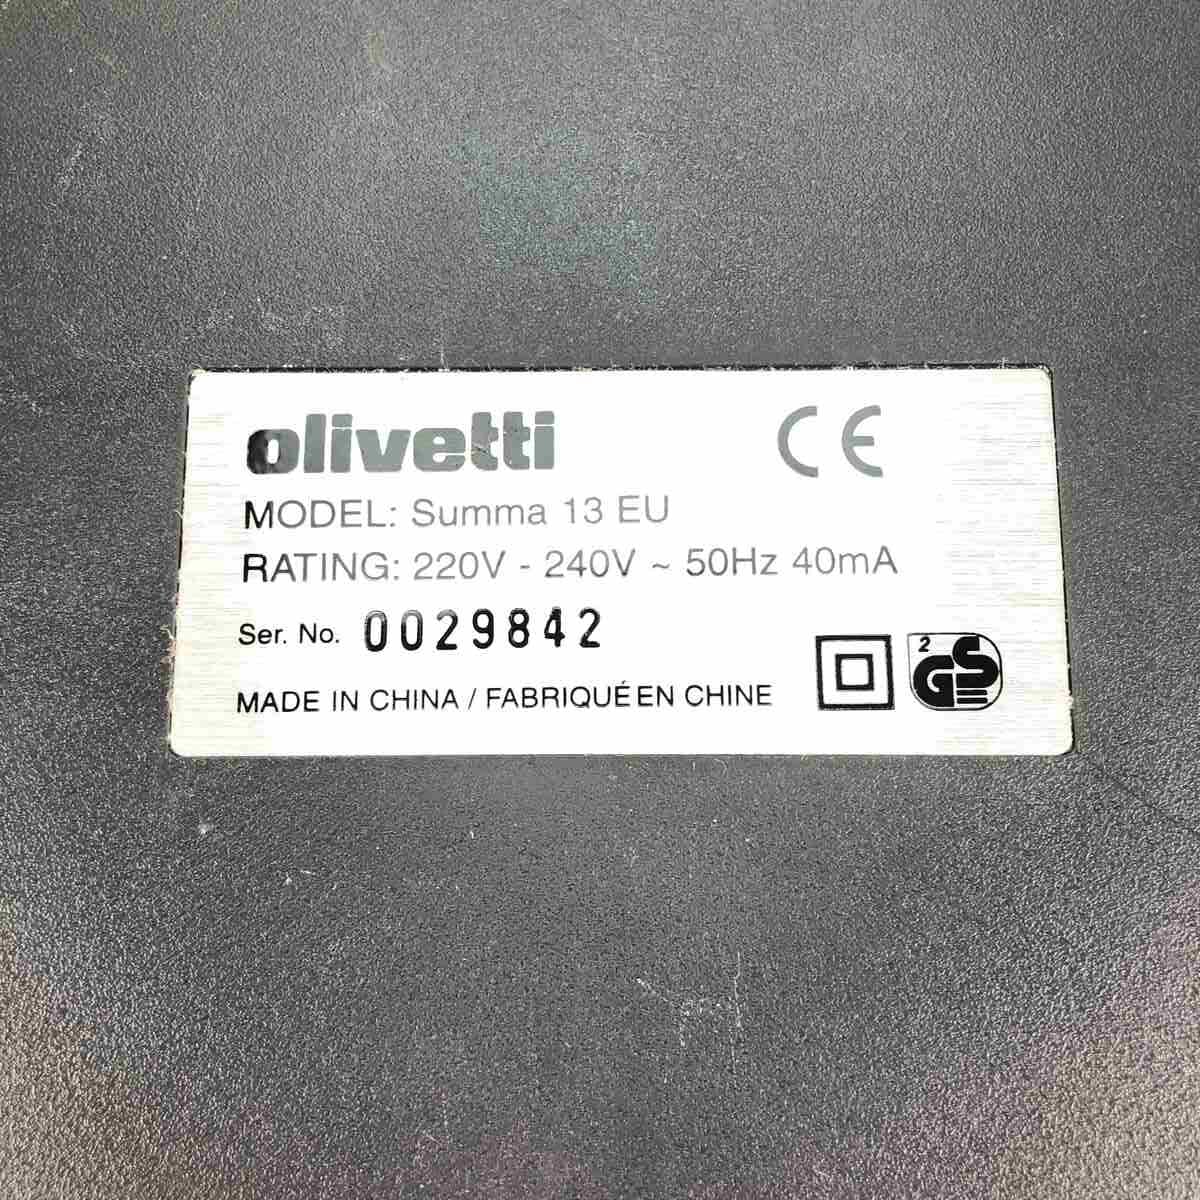 olivetti CE
MODEL: Summa 13 EU
RATING: 220V - 240V ~ 50Hz 40mA
Ser. No. 0029842
2
GS
MADE IN CHINA / FABRIQUÉ EN CHINE